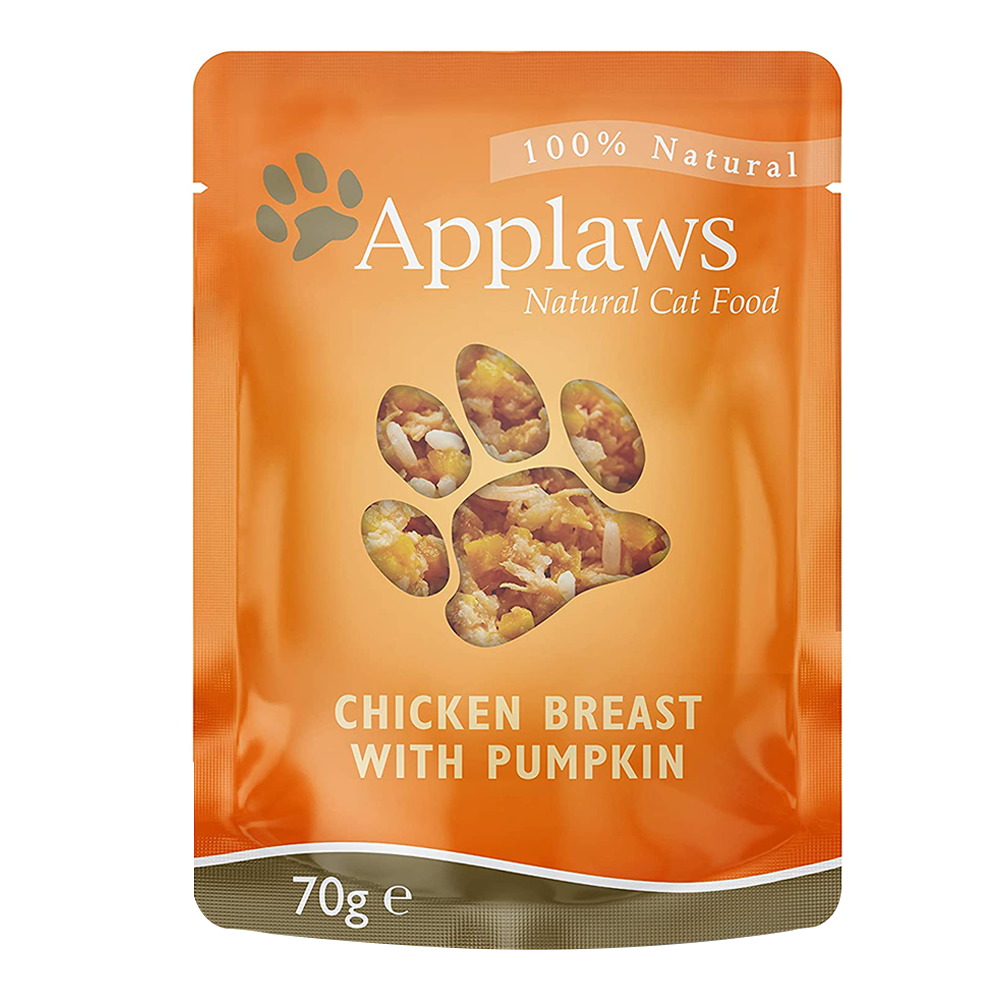 100% Natural
Applaws
Natural Cat Food
CHICKEN BREAST
WITH PUMPKIN
70g ℮